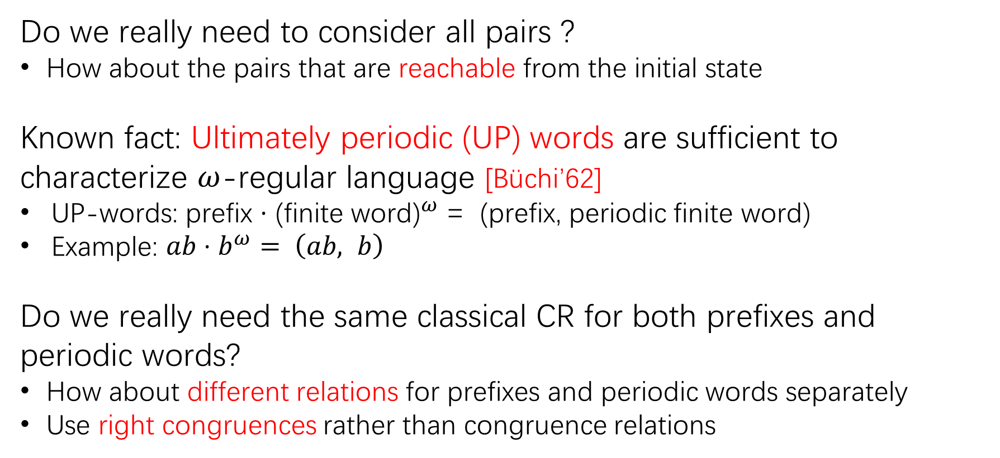 Do we really need to consider all pairs ?
• How about the pairs that are reachable from the initial state
Known fact: Ultimately periodic (UP) words are sufficient to
characterize ω-regular language [Büchi’62]
• UP-words: prefix · (finite word)^ω = (prefix, periodic finite word)
• Example: ab · b^ω = (ab, b)
Do we really need the same classical CR for both prefixes and
periodic words?
• How about different relations for prefixes and periodic words separately
• Use right congruences rather than congruence relations